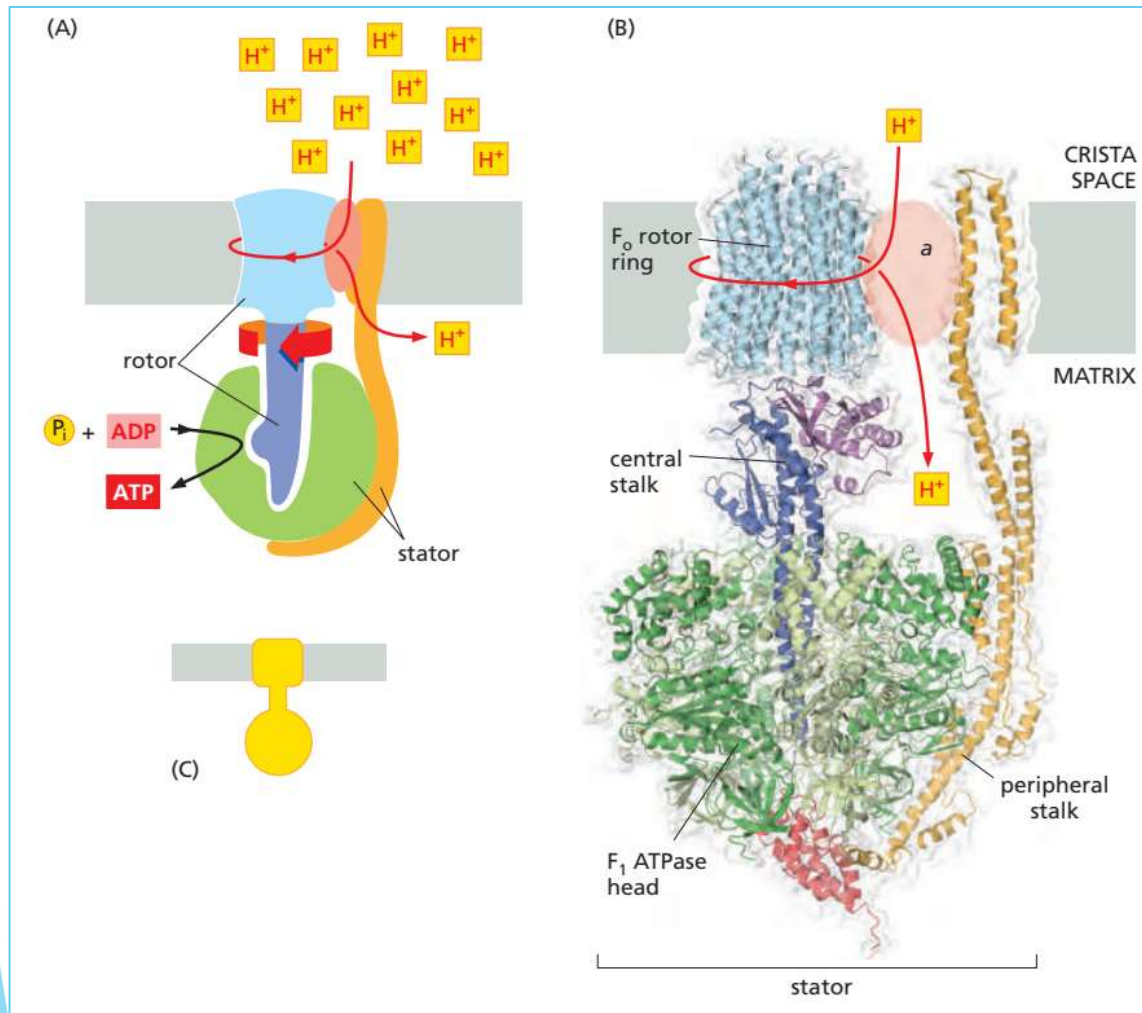 (A)
H+
H+
H+
H+
H+
H+
H+
H+
H+
H+
H+
H+
rotor
Pi + ADP
ATP
stator
(C)
(B)
H+
CRISTA
SPACE
Fo rotor
ring
a
MATRIX
central
stalk
H+
peripheral
stalk
F1 ATPase
head
stator